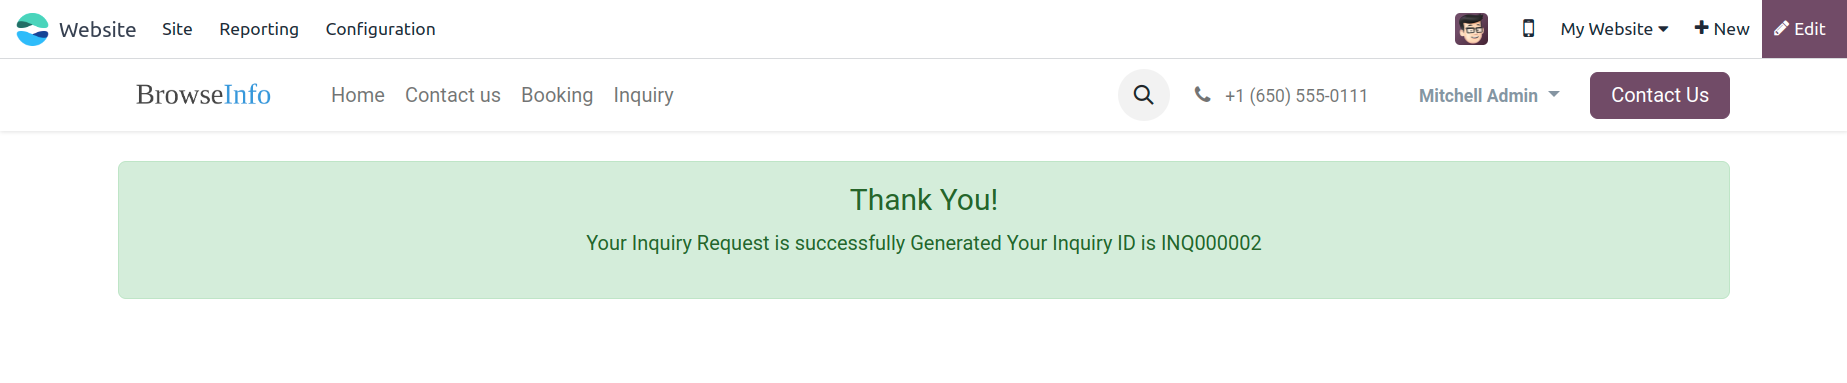 Website Site Reporting Configuration My Website New Edit
BrowseInfo Home Contact us Booking Inquiry +1 (650) 555-0111 Mitchell Admin Contact Us
Thank You!
Your Inquiry Request is successfully Generated Your Inquiry ID is INQ000002